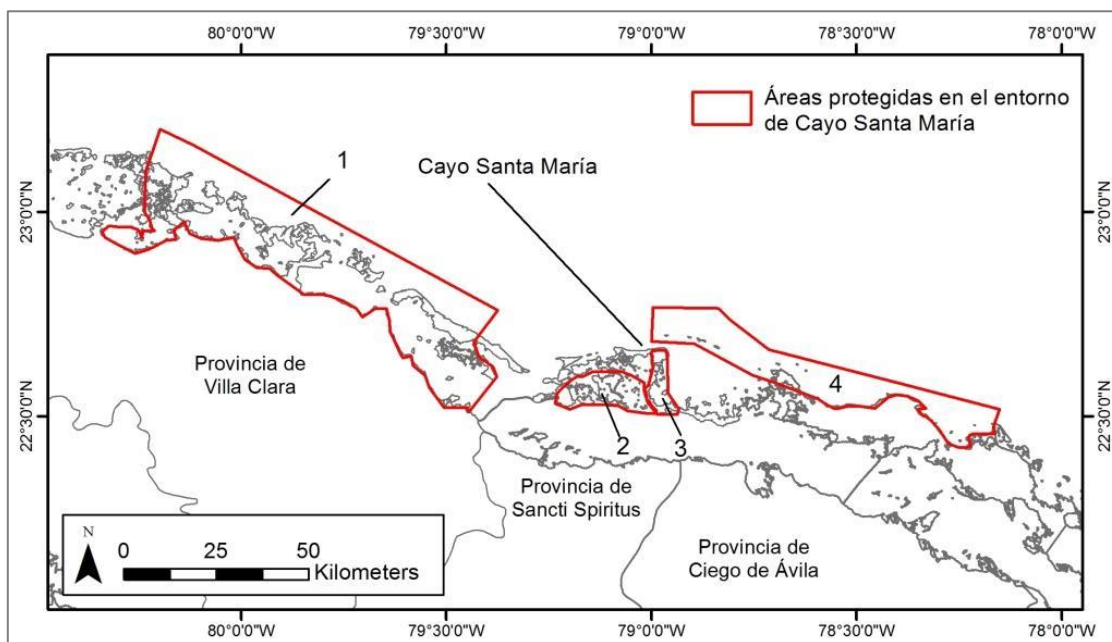 80°0'0"W 79°30'0"W 79°0'0"W 78°30'0"W 78°0'0"W
Áreas protegidas en el entorno
de Cayo Santa María
1
Cayo Santa María
23°0'0"N
23°0'0"N
Provincia de
Villa Clara
4
22°30'0"N
22°30'0"N
2
3
Provincia de
Sancti Spiritus
Provincia de
Ciego de Ávila
N
0 25 50
Kilometers
80°0'0"W 79°30'0"W 79°0'0"W 78°30'0"W 78°0'0"W